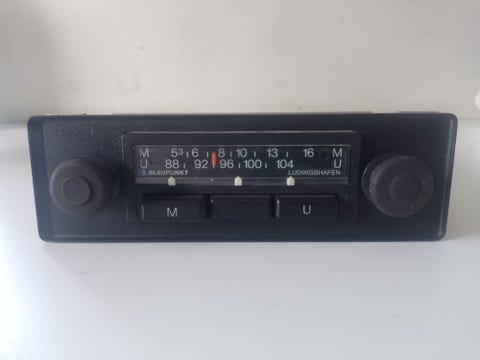 M 5³ 6 8 10 13 16 M
U 88 92 96 100 104 U
BLAUPUNKT LUDWIGSHAFEN
M U